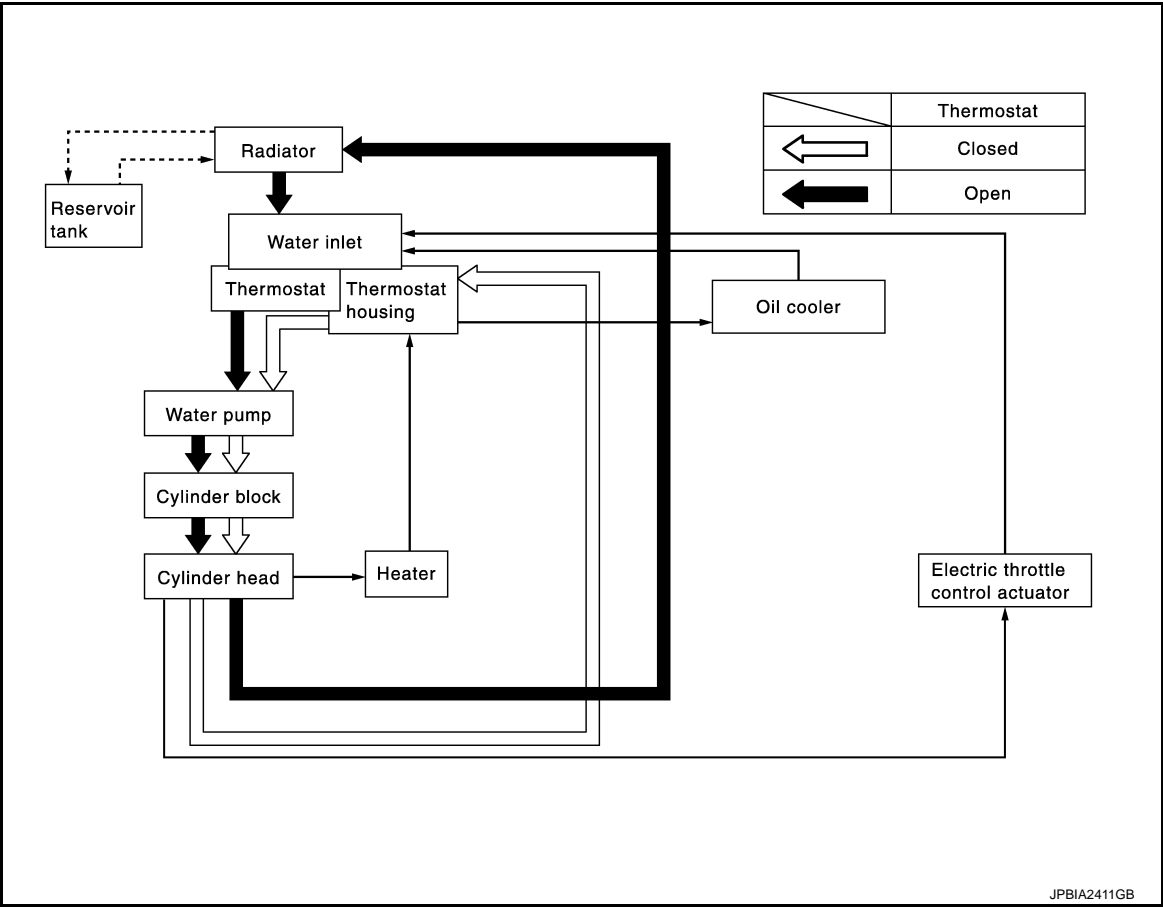 Thermostat
Closed
Open
Radiator
Reservoir
tank
Water inlet
Thermostat
Thermostat
housing
Oil cooler
Water pump
Cylinder block
Cylinder head
Heater
Electric throttle
control actuator
JPBIA2411GB